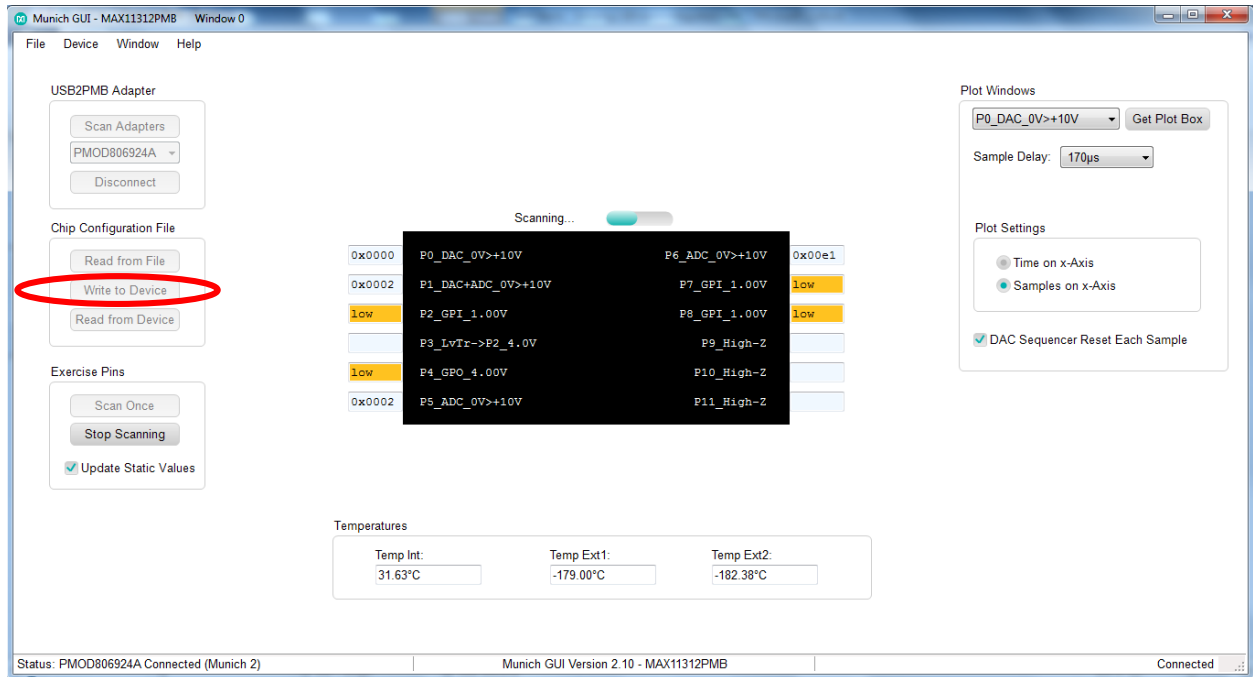 Munich GUI - MAX11312PMB Window 0
File Device Window Help
USB2PMB Adapter
Scan Adapters
PMOD806924A
Disconnect
Chip Configuration File
Read from File
Write to Device
Read from Device
Exercise Pins
Scan Once
Stop Scanning
Update Static Values
Scanning...
0x0000 P0_DAC_0V>+10V P6_ADC_0V>+10V 0x00e1
0x0002 P1_DAC+ADC_0V>+10V P7_GPI_1.00V low
low P2_GPI_1.00V P8_GPI_1.00V low
P3_LvTr->P2_4.0V P9_High-Z
low P4_GPO_4.00V P10_High-Z
0x0002 P5_ADC_0V>+10V P11_High-Z
Temperatures
Temp Int: Temp Ext1: Temp Ext2:
31.63°C -179.00°C -182.38°C
Plot Windows
P0_DAC_0V>+10V Get Plot Box
Sample Delay: 170µs
Plot Settings
Time on x-Axis
Samples on x-Axis
DAC Sequencer Reset Each Sample
Status: PMOD806924A Connected (Munich 2) Munich GUI Version 2.10 - MAX11312PMB Connected